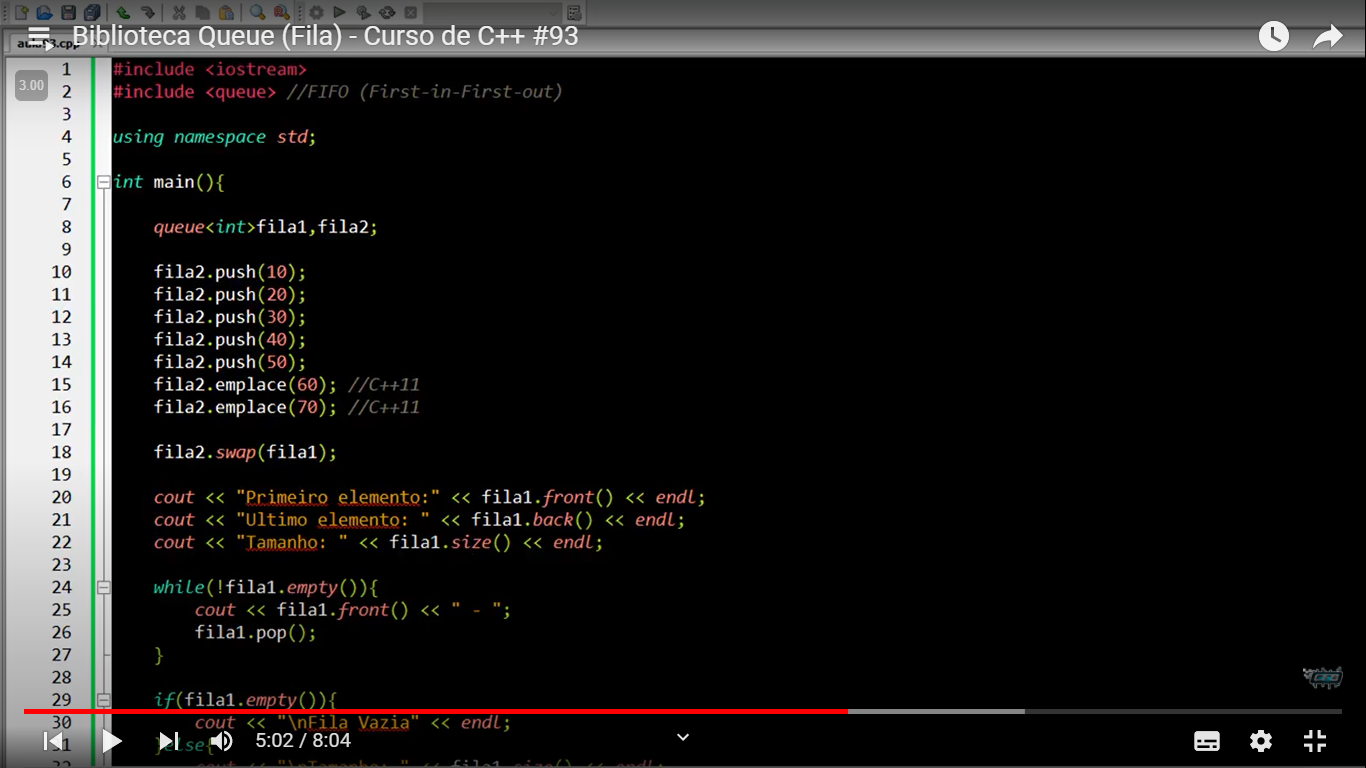 Biblioteca Queue (Fila) - Curso de C++ #93
3.00
1 #include <iostream>
2 #include <queue> //FIFO (First-in-First-out)
3
4 using namespace std;
5
6 int main(){
7
8 queue<int>fila1,fila2;
9
10 fila2.push(10);
11 fila2.push(20);
12 fila2.push(30);
13 fila2.push(40);
14 fila2.push(50);
15 fila2.emplace(60); //C++11
16 fila2.emplace(70); //C++11
17
18 fila2.swap(fila1);
19
20 cout << "Primeiro elemento:" << fila1.front() << endl;
21 cout << "Ultimo elemento: " << fila1.back() << endl;
22 cout << "Tamanho: " << fila1.size() << endl;
23
24 while(!fila1.empty()){
25 cout << fila1.front() << " - ";
26 fila1.pop();
27 }
28
29 if(fila1.empty()){
30 cout << "\nFila Vazia" << endl;
31 }else{
5:02 / 8:04